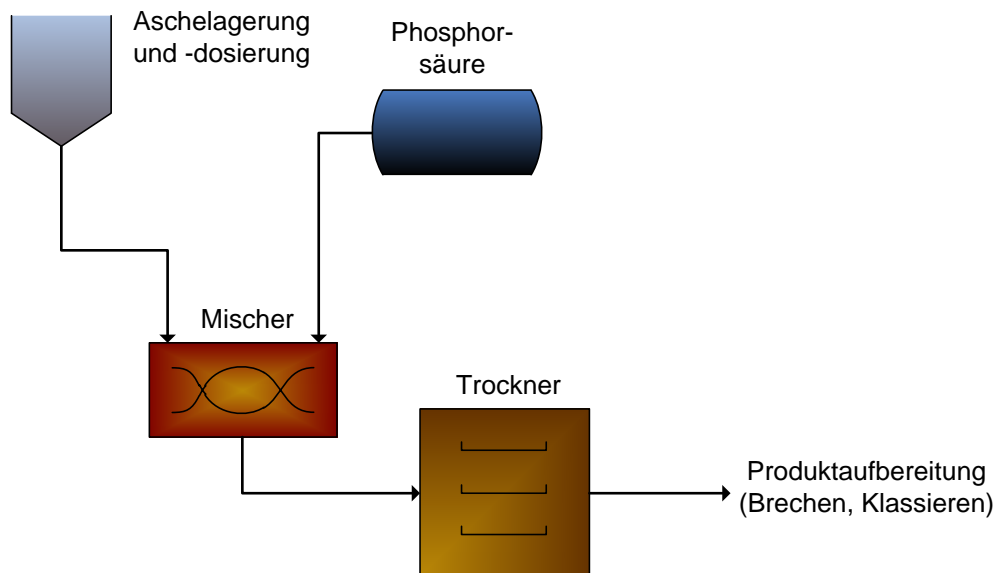 Aschelagerung
und -dosierung
Phosphor-
säure
Mischer
Trockner
Produktaufbereitung
(Brechen, Klassieren)